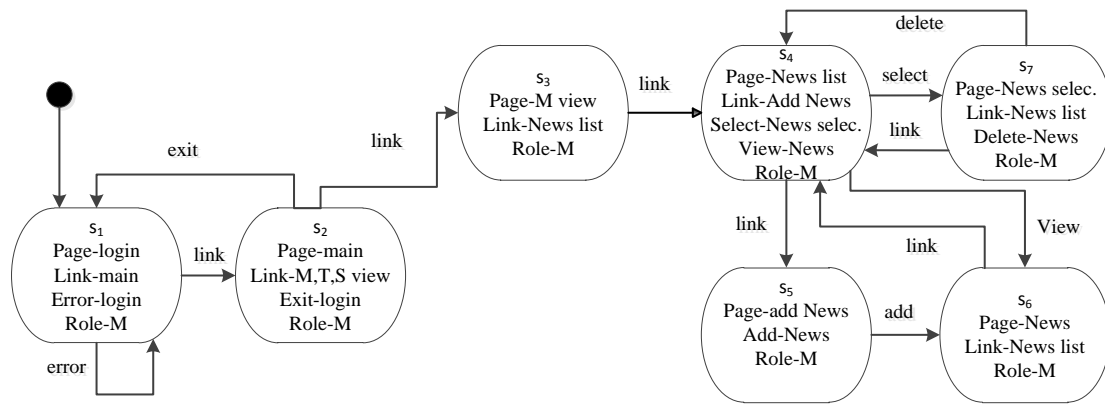 delete
s3
Page-M view
Link-News list
Role-M
link
s4
Page-News list
Link-Add News
Select-News selec.
View-News
Role-M
select
link
s7
Page-News selec.
Link-News list
Delete-News
Role-M
exit
link
s1
Page-login
Link-main
Error-login
Role-M
link
s2
Page-main
Link-M,T,S view
Exit-login
Role-M
error
link
link
View
s5
Page-add News
Add-News
Role-M
add
s6
Page-News
Link-News list
Role-M